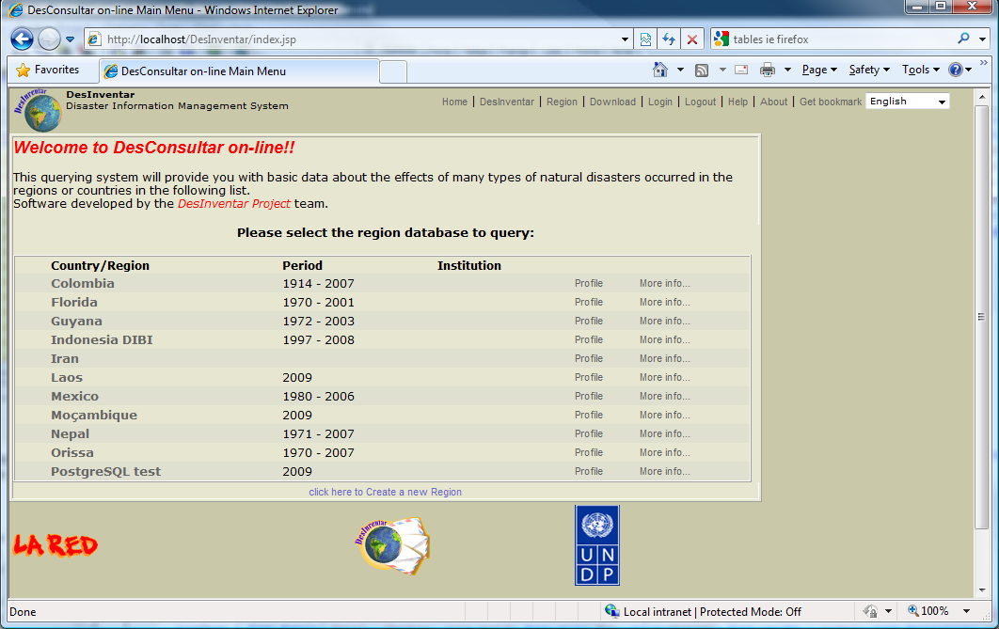 DesConsultar on-line Main Menu - Windows Internet Explorer
http://localhost/DesInventar/index.jsp
tables ie firefox
Favorites
DesConsultar on-line Main Menu
Page
Safety
Tools
DesInventar
DesInventar
Disaster Information Management System
Home | DesInventar | Region | Download | Login | Logout | Help | About | Get bookmark
English
Welcome to DesConsultar on-line!!
This querying system will provide you with basic data about the effects of many types of natural disasters occurred in the
regions or countries in the following list.
Software developed by the DesInventar Project team.
Please select the region database to query:
Country/Region Period Institution
Colombia 1914 - 2007 Profile More info...
Florida 1970 - 2001 Profile More info...
Guyana 1972 - 2003 Profile More info...
Indonesia DIBI 1997 - 2008 Profile More info...
Iran Profile More info...
Laos 2009 Profile More info...
Mexico 1980 - 2006 Profile More info...
Moçambique 2009 Profile More info...
Nepal 1971 - 2007 Profile More info...
Orissa 1970 - 2007 Profile More info...
PostgreSQL test 2009 Profile More info...
click here to Create a new Region
LA RED
DesInventar
U N
D P
Done
Local intranet | Protected Mode: Off
100%